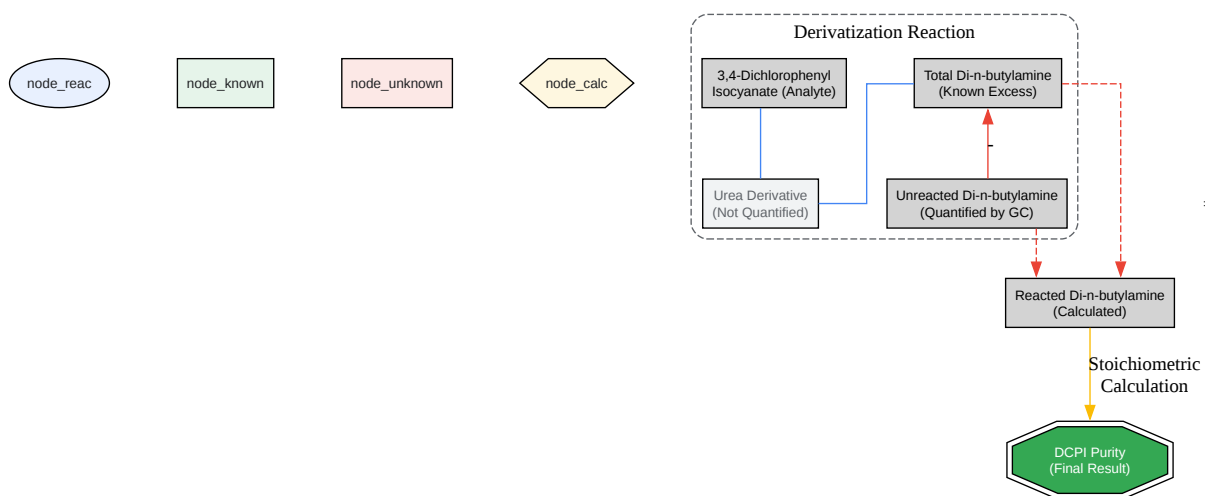 Derivatization Reaction
node_reac
node_known
node_unknown
node_calc
3,4-Dichlorophenyl
Isocyanate (Analyte)
Total Di-n-butylamine
(Known Excess)
-
Urea Derivative
(Not Quantified)
Unreacted Di-n-butylamine
(Quantified by GC)
Reacted Di-n-butylamine
(Calculated)
Stoichiometric
Calculation
DCPI Purity
(Final Result)